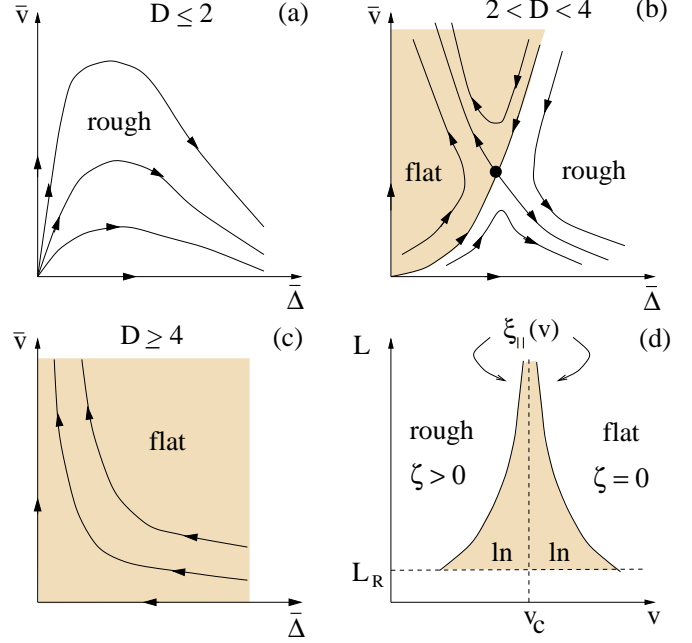 v̄
D ≤ 2
(a)
rough
Δ̄
v̄
2 < D < 4
(b)
flat
rough
Δ̄
v̄
D ≥ 4
(c)
flat
Δ̄
L
ξ||(v)
(d)
rough
flat
ζ > 0
ζ = 0
ln
ln
L_R
v_c
v